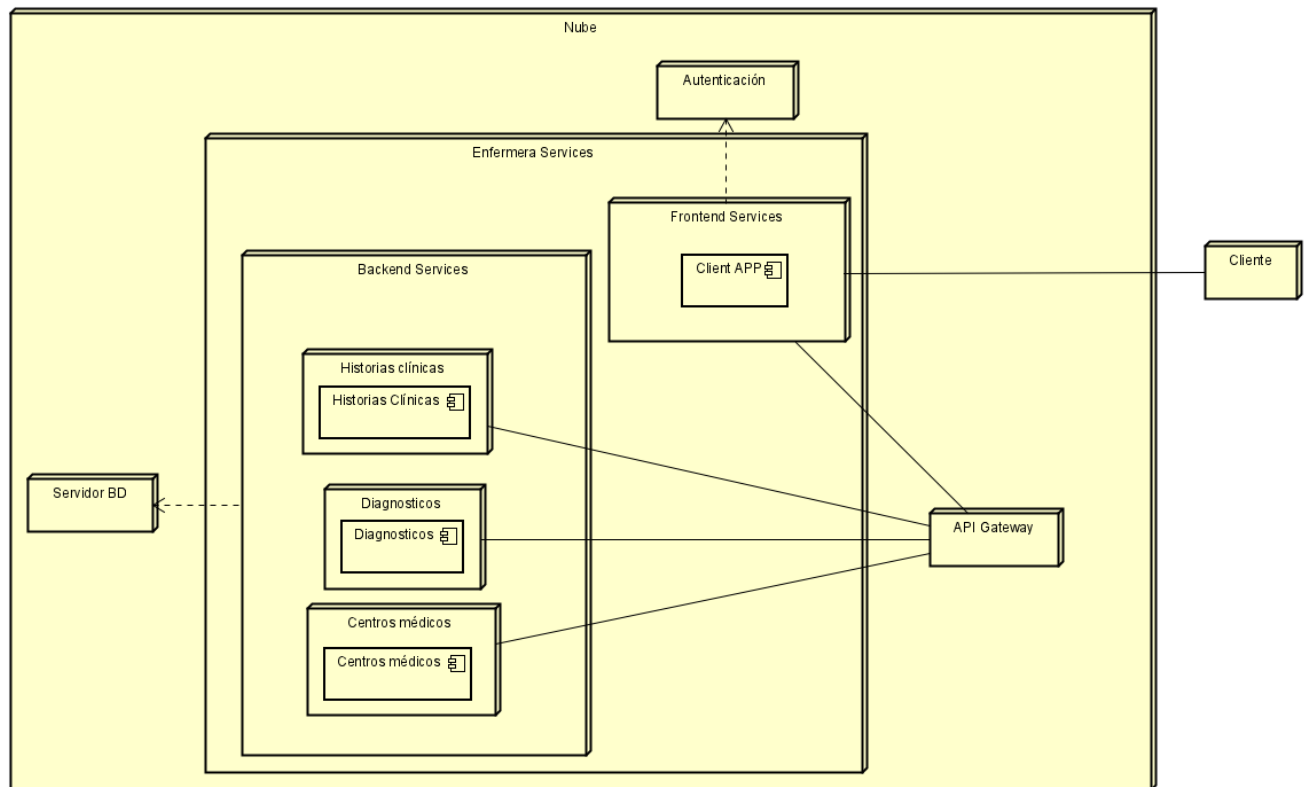 Nube
Autenticación
Enfermera Services
Frontend Services
Client APP
Cliente
Backend Services
Historias clínicas
Historias Clínicas
Servidor BD
Diagnosticos
Diagnosticos
API Gateway
Centros médicos
Centros médicos